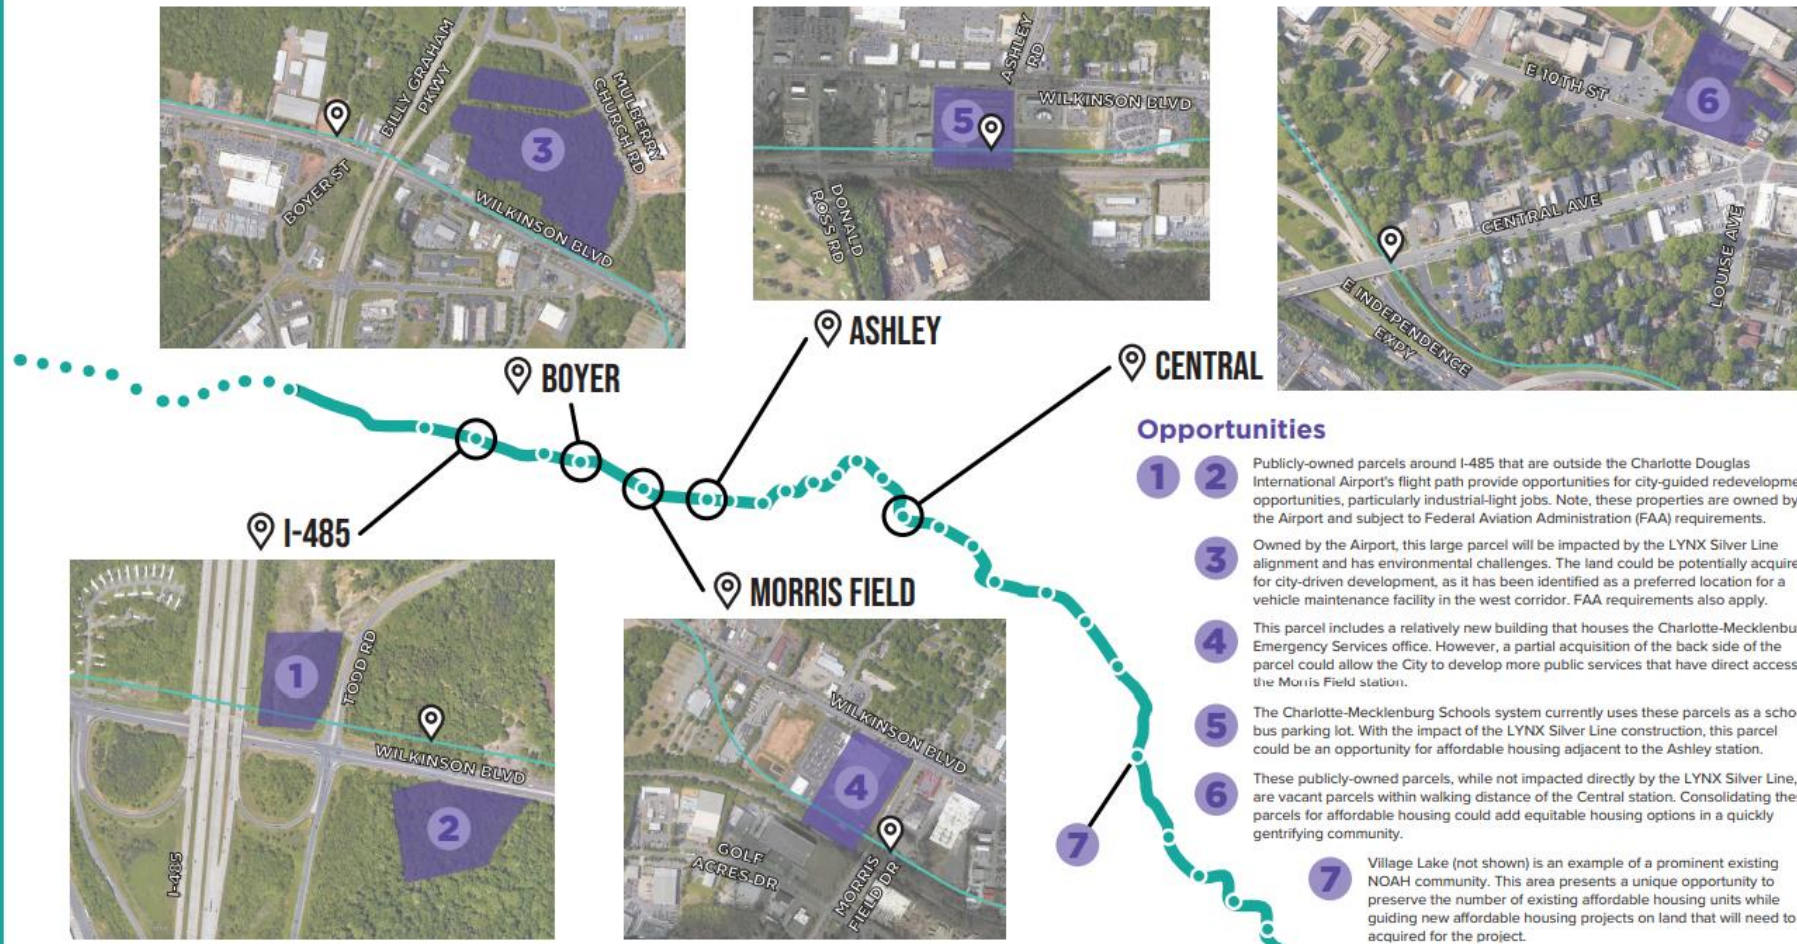 BILLY GRAHAM
PKWY
MULBERRY
CHURCH RD
3
BOYER ST
WILKINSON BLVD
ASHLEY
RD
WILKINSON BLVD
5
DONALD
ROSS RD
E 10TH ST
6
CENTRAL AVE
LOUISE AVE
E INDEPENDENCE
EXPY
ASHLEY
BOYER
CENTRAL
I-485
MORRIS FIELD
1
TODD RD
WILKINSON BLVD
2
I-485
WILKINSON BLVD
4
GOLF
ACRES DR
MORRIS
FIELD DR
7
Opportunities
1 2
Publicly-owned parcels around I-485 that are outside the Charlotte Douglas
International Airport's flight path provide opportunities for city-guided redevelopme
opportunities, particularly industrial-light jobs. Note, these properties are owned by
the Airport and subject to Federal Aviation Administration (FAA) requirements.
3
Owned by the Airport, this large parcel will be impacted by the LYNX Silver Line
alignment and has environmental challenges. The land could be potentially acquire
for city-driven development, as it has been identified as a preferred location for a
vehicle maintenance facility in the west corridor. FAA requirements also apply.
4
This parcel includes a relatively new building that houses the Charlotte-Mecklenbu
Emergency Services office. However, a partial acquisition of the back side of the
parcel could allow the City to develop more public services that have direct access
the Morris Field station.
5
The Charlotte-Mecklenburg Schools system currently uses these parcels as a scho
bus parking lot. With the impact of the LYNX Silver Line construction, this parcel
could be an opportunity for affordable housing adjacent to the Ashley station.
6
These publicly-owned parcels, while not impacted directly by the LYNX Silver Line,
are vacant parcels within walking distance of the Central station. Consolidating the
parcels for affordable housing could add equitable housing options in a quickly
gentrifying community.
7
Village Lake (not shown) is an example of a prominent existing
NOAH community. This area presents a unique opportunity to
preserve the number of existing affordable housing units while
guiding new affordable housing projects on land that will need to
acquired for the project.